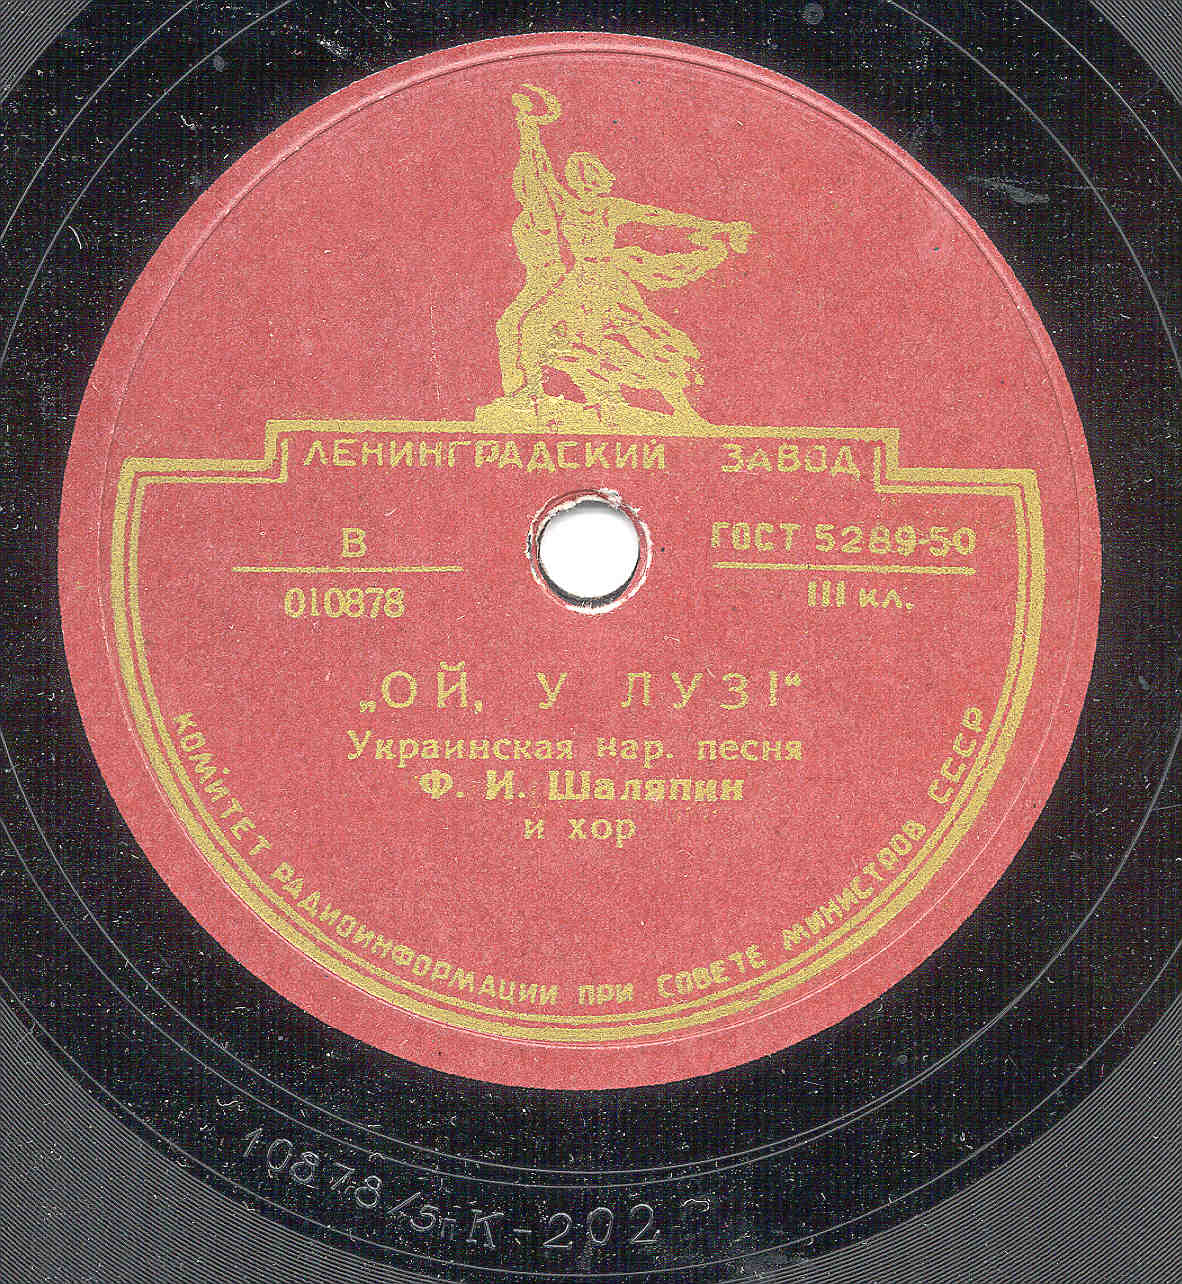 ЛЕНИНГРАДСКИЙ ЗАВОД
В
010878
ГОСТ 5289-50
III кл.
„ОЙ, У ЛУЗІ“
Украинская нар. песня
Ф. И. Шаляпин
и хор
КОМИТЕТ РАДИОИНФОРМАЦИИ ПРИ СОВЕТЕ МИНИСТРОВ СССР
10878/5п К-202